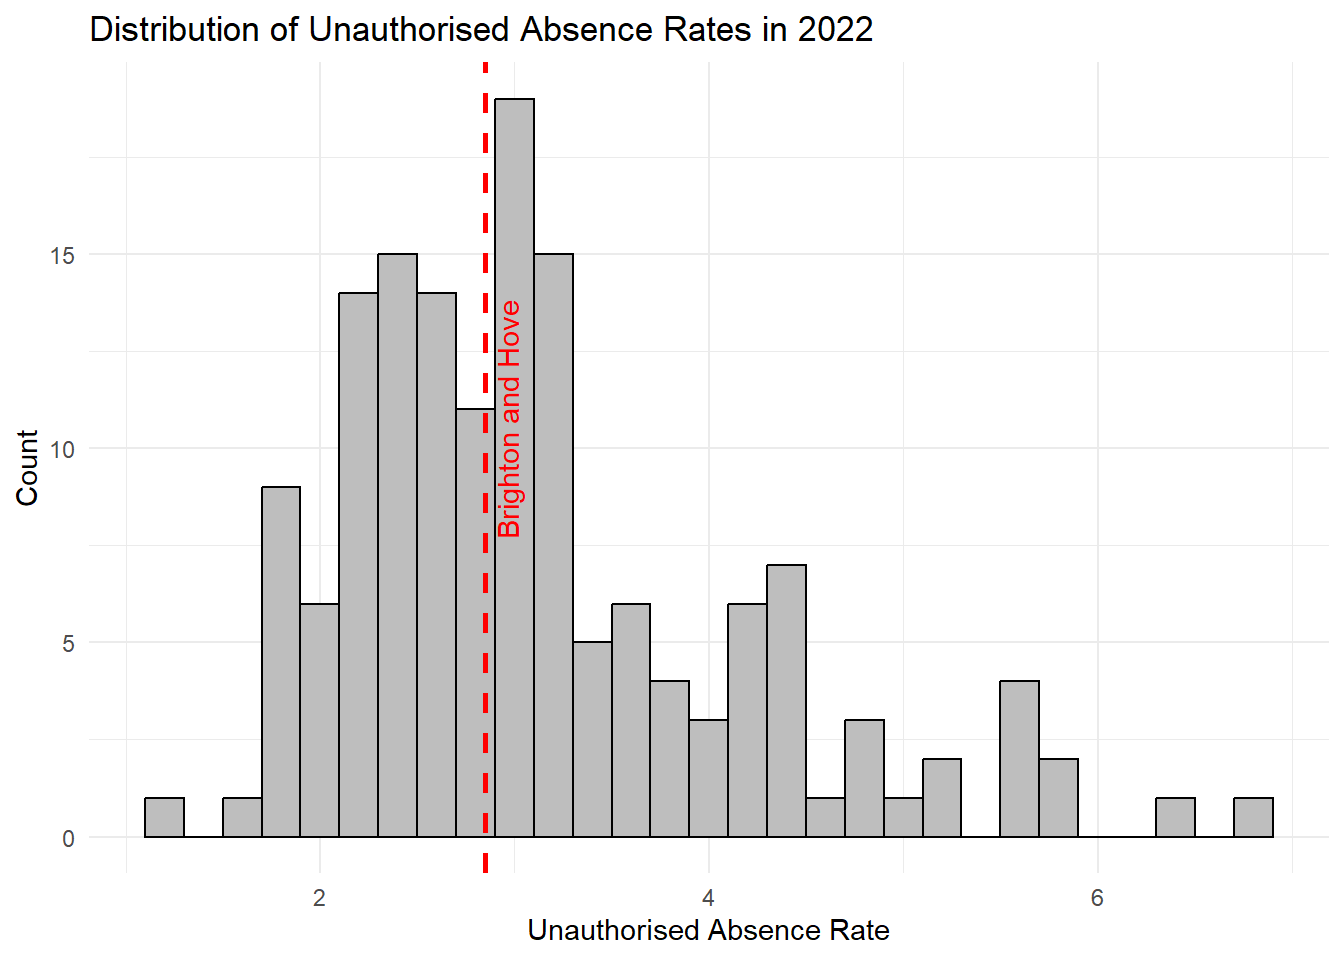 Distribution of Unauthorised Absence Rates in 2022
Count
15
10
5
0
Brighton and Hove
2
4
6
Unauthorised Absence Rate